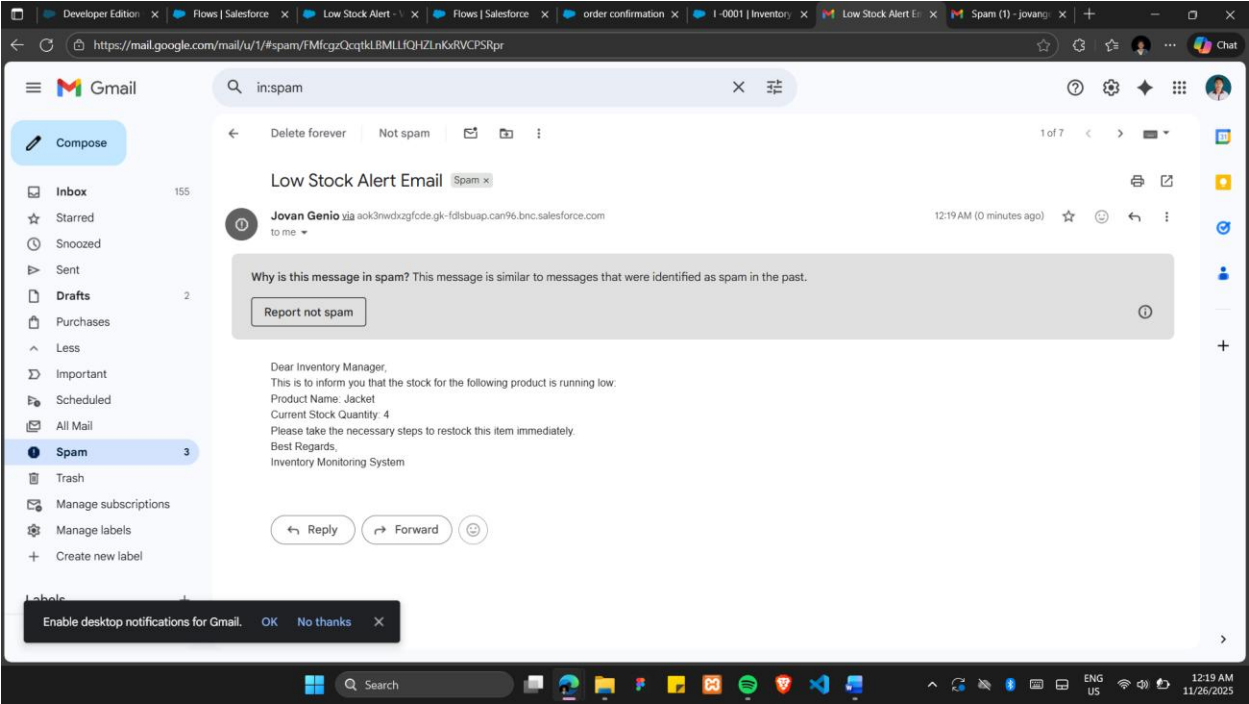 Developer Edition
Flows | Salesforce
Low Stock Alert - V
Flows | Salesforce
order confirmation
I -0001 | Inventory
Low Stock Alert Em
Spam (1) - jovang
https://mail.google.com/mail/u/1/#spam/FMfcgzQcqtkLBMLLfQHZLnKxRVCPSRpr
Chat
Gmail
in:spam
Compose
Delete forever
Not spam
1 of 7
31
Low Stock Alert Email
Spam ×
Inbox 155
Jovan Genio via aok3nwdxzgfcde.gk-fdlsbuap.can96.bnc.salesforce.com
12:19 AM (0 minutes ago)
Starred
to me
Snoozed
Sent
Why is this message in spam? This message is similar to messages that were identified as spam in the past.
Drafts 2
Report not spam
Purchases
Less
Dear Inventory Manager,
Important
This is to inform you that the stock for the following product is running low:
Scheduled
Product Name: Jacket
Current Stock Quantity: 4
All Mail
Please take the necessary steps to restock this item immediately.
Spam 3
Best Regards,
Inventory Monitoring System
Trash
Manage subscriptions
Manage labels
Reply
Forward
Create new label
Labels
Enable desktop notifications for Gmail. OK No thanks
Search
ENG
US
12:19 AM
11/26/2025